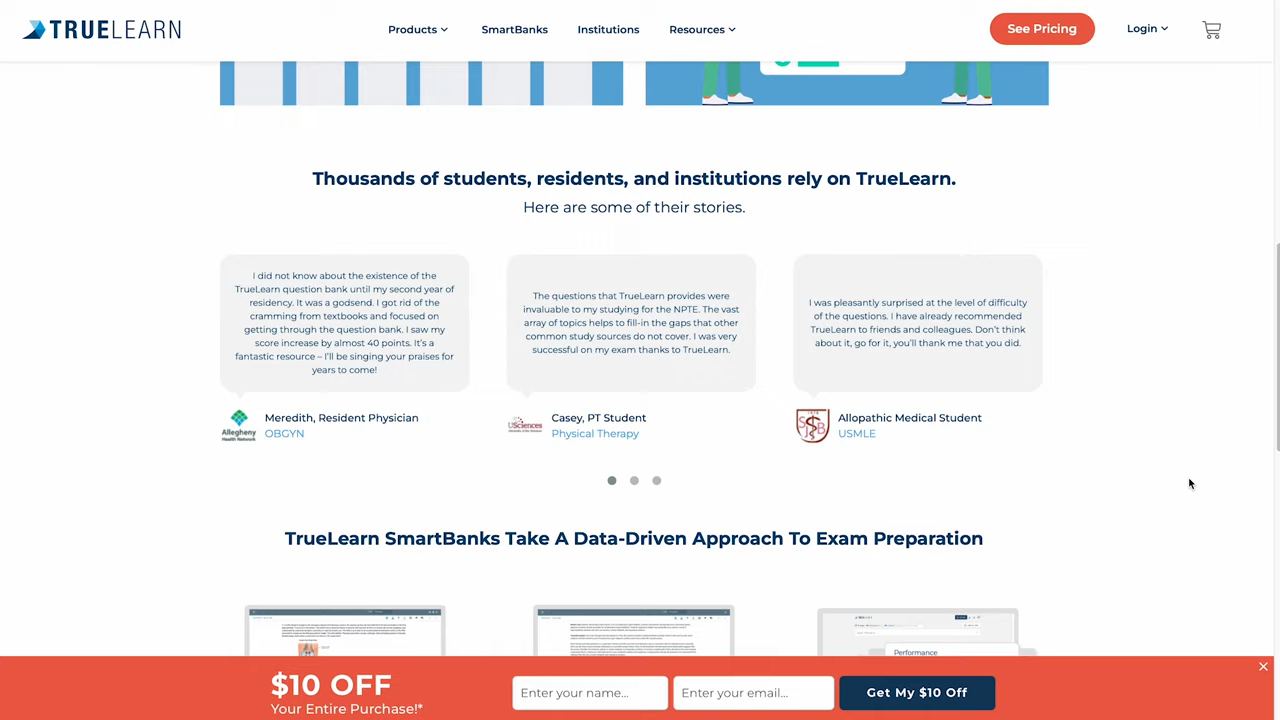 TRUELEARN
Products
SmartBanks
Institutions
Resources
See Pricing
Login
Thousands of students, residents, and institutions rely on TrueLearn.
Here are some of their stories.
I did not know about the existence of the
TrueLearn question bank until my second year of
residency. It was a godsend. I got rid of the
cramming from textbooks and focused on
getting through the question bank. I saw my
score increase by almost 40 points. It's a
fantastic resource – I'll be singing your praises for
years to come!
Allegheny
Health Network
Meredith, Resident Physician
OBGYN
The questions that TrueLearn provides were
invaluable to my studying for the NPTE. The vast
array of topics helps to fill-in the gaps that other
common study sources do not cover. I was very
successful on my exam thanks to TrueLearn.
USciences
Casey, PT Student
Physical Therapy
I was pleasantly surprised at the level of difficulty
of the questions. I have already recommended
TrueLearn to friends and colleagues. Don't think
about it, go for it, you'll thank me that you did.
Allopathic Medical Student
USMLE
TrueLearn SmartBanks Take A Data-Driven Approach To Exam Preparation
Performance
$10 OFF
Your Entire Purchase!*
Enter your name...
Enter your email...
Get My $10 Off